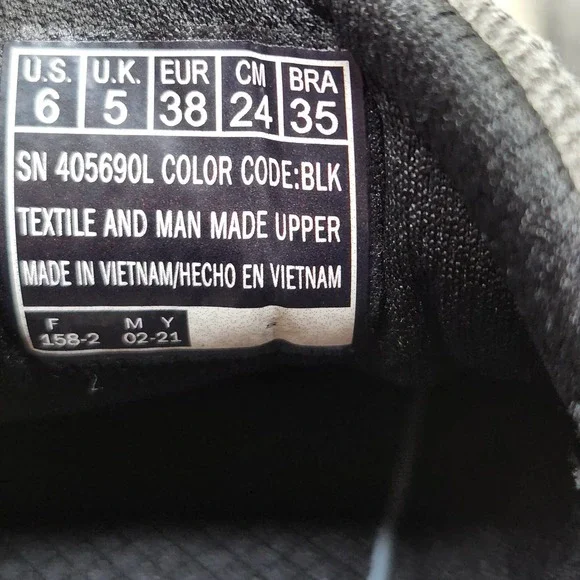 U.S. U.K. EUR CM BRA
6 5 38 24 35
SN 405690L COLOR CODE:BLK
TEXTILE AND MAN MADE UPPER
MADE IN VIETNAM/HECHO EN VIETNAM
F M Y
158-2 02-21